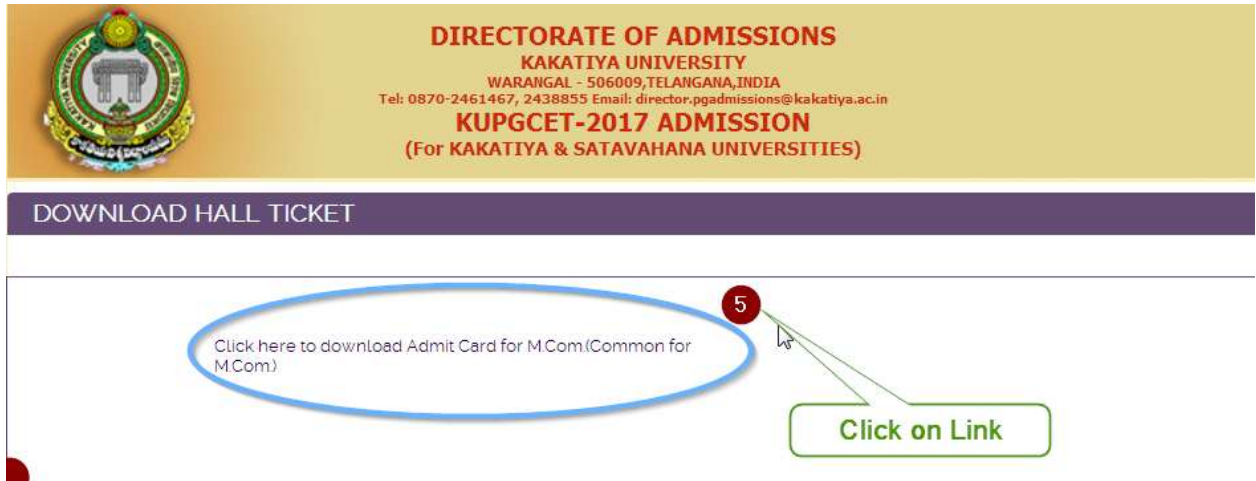 DIRECTORATE OF ADMISSIONS
KAKATIYA UNIVERSITY
WARANGAL - 506009,TELANGANA,INDIA
Tel: 0870-2461467, 2438855 Email: director.pgadmissions@kakatiya.ac.in
KUPGCET-2017 ADMISSION
(For KAKATIYA & SATAVAHANA UNIVERSITIES)
DOWNLOAD HALL TICKET
5
Click here to download Admit Card for M.Com.(Common for
M.Com.)
Click on Link